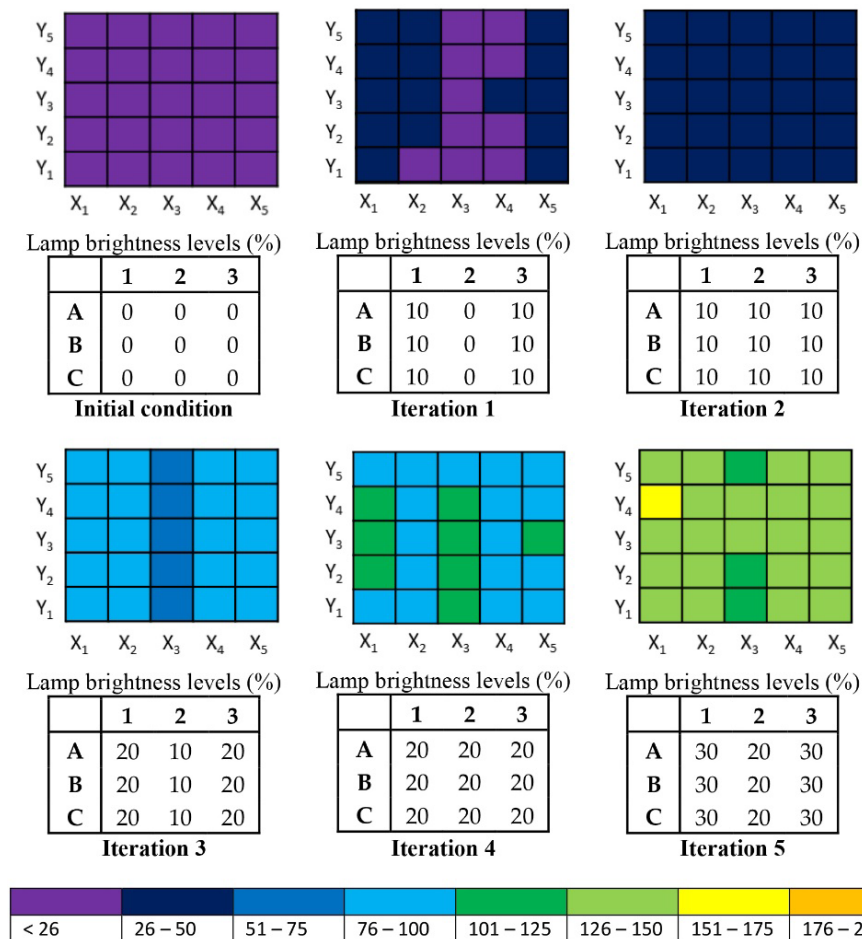 Y5
Y4
Y3
Y2
Y1
X1 X2 X3 X4 X5
Lamp brightness levels (%)
1 2 3
A 0 0 0
B 0 0 0
C 0 0 0
Initial condition
Y5
Y4
Y3
Y2
Y1
X1 X2 X3 X4 X5
Lamp brightness levels (%)
1 2 3
A 10 0 10
B 10 0 10
C 10 0 10
Iteration 1
Y5
Y4
Y3
Y2
Y1
X1 X2 X3 X4 X5
Lamp brightness levels (%)
1 2 3
A 10 10 10
B 10 10 10
C 10 10 10
Iteration 2
Y5
Y4
Y3
Y2
Y1
X1 X2 X3 X4 X5
Lamp brightness levels (%)
1 2 3
A 20 10 20
B 20 10 20
C 20 10 20
Iteration 3
Y5
Y4
Y3
Y2
Y1
X1 X2 X3 X4 X5
Lamp brightness levels (%)
1 2 3
A 20 20 20
B 20 20 20
C 20 20 20
Iteration 4
Y5
Y4
Y3
Y2
Y1
X1 X2 X3 X4 X5
Lamp brightness levels (%)
1 2 3
A 30 20 30
B 30 20 30
C 30 20 30
Iteration 5
< 26 26 – 50 51 – 75 76 – 100 101 – 125 126 – 150 151 – 175 176 – 2